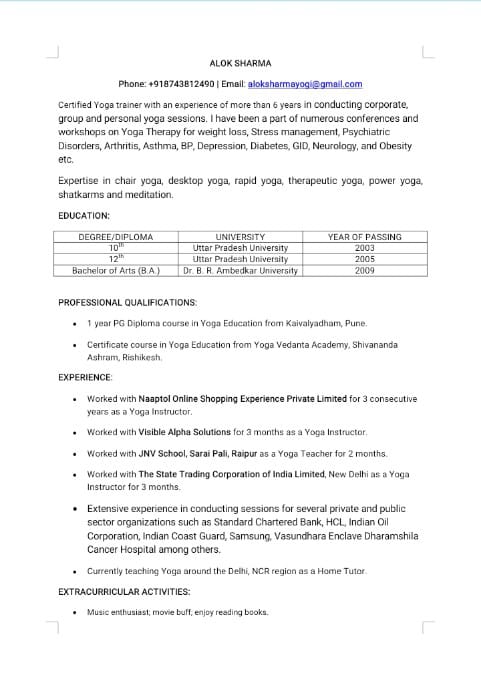 ALOK SHARMA
Phone: +918743812490 | Email: aloksharmayogi@gmail.com
Certified Yoga trainer with an experience of more than 6 years in conducting corporate,
group and personal yoga sessions. I have been a part of numerous conferences and
workshops on Yoga Therapy for weight loss, Stress management, Psychiatric
Disorders, Arthritis, Asthma, BP, Depression, Diabetes, GID, Neurology, and Obesity
etc.
Expertise in chair yoga, desktop yoga, rapid yoga, therapeutic yoga, power yoga,
shatkarms and meditation.
EDUCATION:
DEGREE/DIPLOMA UNIVERSITY YEAR OF PASSING
10th Uttar Pradesh University 2003
12th Uttar Pradesh University 2005
Bachelor of Arts (B.A.) Dr. B. R. Ambedkar University 2009
PROFESSIONAL QUALIFICATIONS:
• 1 year PG Diploma course in Yoga Education from Kaivalyadham, Pune.
• Certificate course in Yoga Education from Yoga Vedanta Academy, Shivananda
Ashram, Rishikesh.
EXPERIENCE:
• Worked with Naaptol Online Shopping Experience Private Limited for 3 consecutive
years as a Yoga Instructor.
• Worked with Visible Alpha Solutions for 3 months as a Yoga Instructor.
• Worked with JNV School, Sarai Pali, Raipur as a Yoga Teacher for 2 months.
• Worked with The State Trading Corporation of India Limited, New Delhi as a Yoga
Instructor for 3 months.
• Extensive experience in conducting sessions for several private and public
sector organizations such as Standard Chartered Bank, HCL, Indian Oil
Corporation, Indian Coast Guard, Samsung, Vasundhara Enclave Dharamshila
Cancer Hospital among others.
• Currently teaching Yoga around the Delhi, NCR region as a Home Tutor.
EXTRACURRICULAR ACTIVITIES:
• Music enthusiast; movie buff; enjoy reading books.